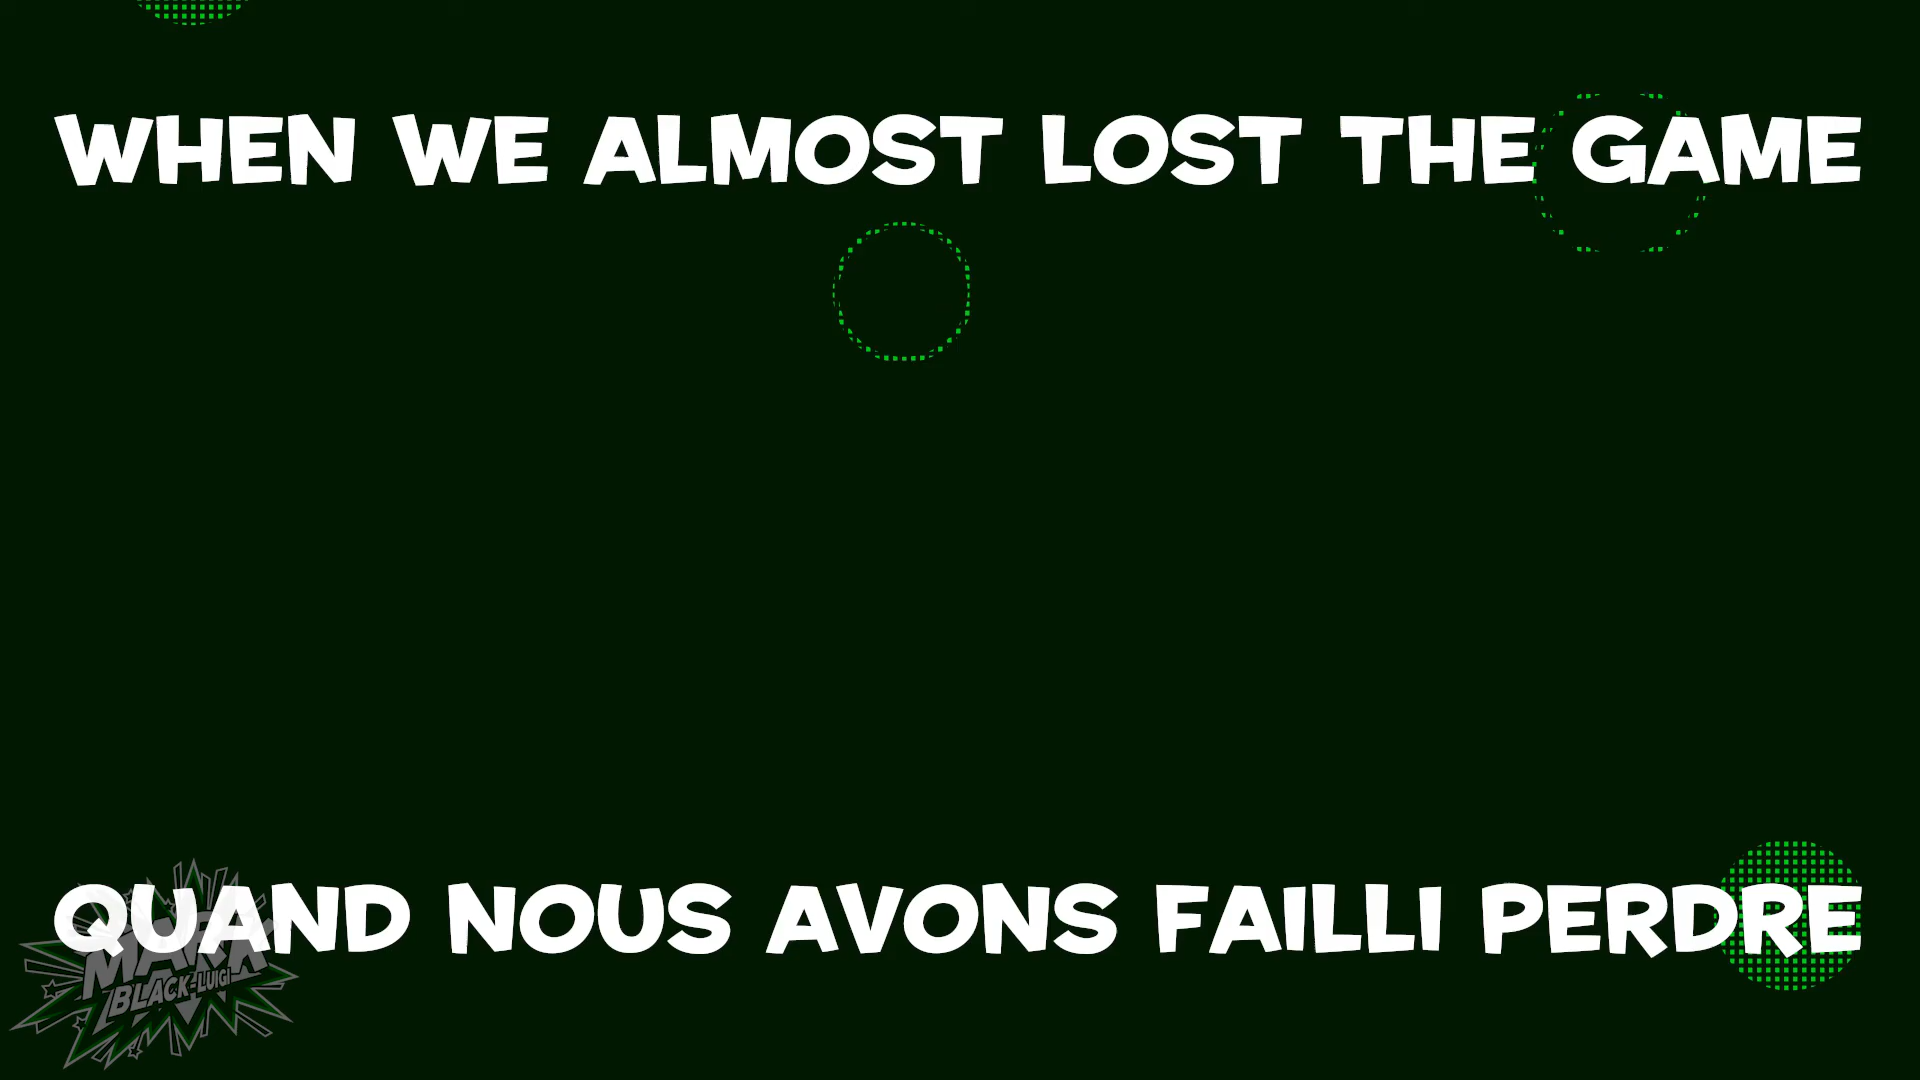 WHEN WE ALMOST LOST THE GAME
QUAND NOUS AVONS FAILLI PERDRE
BLACK-LUIGI